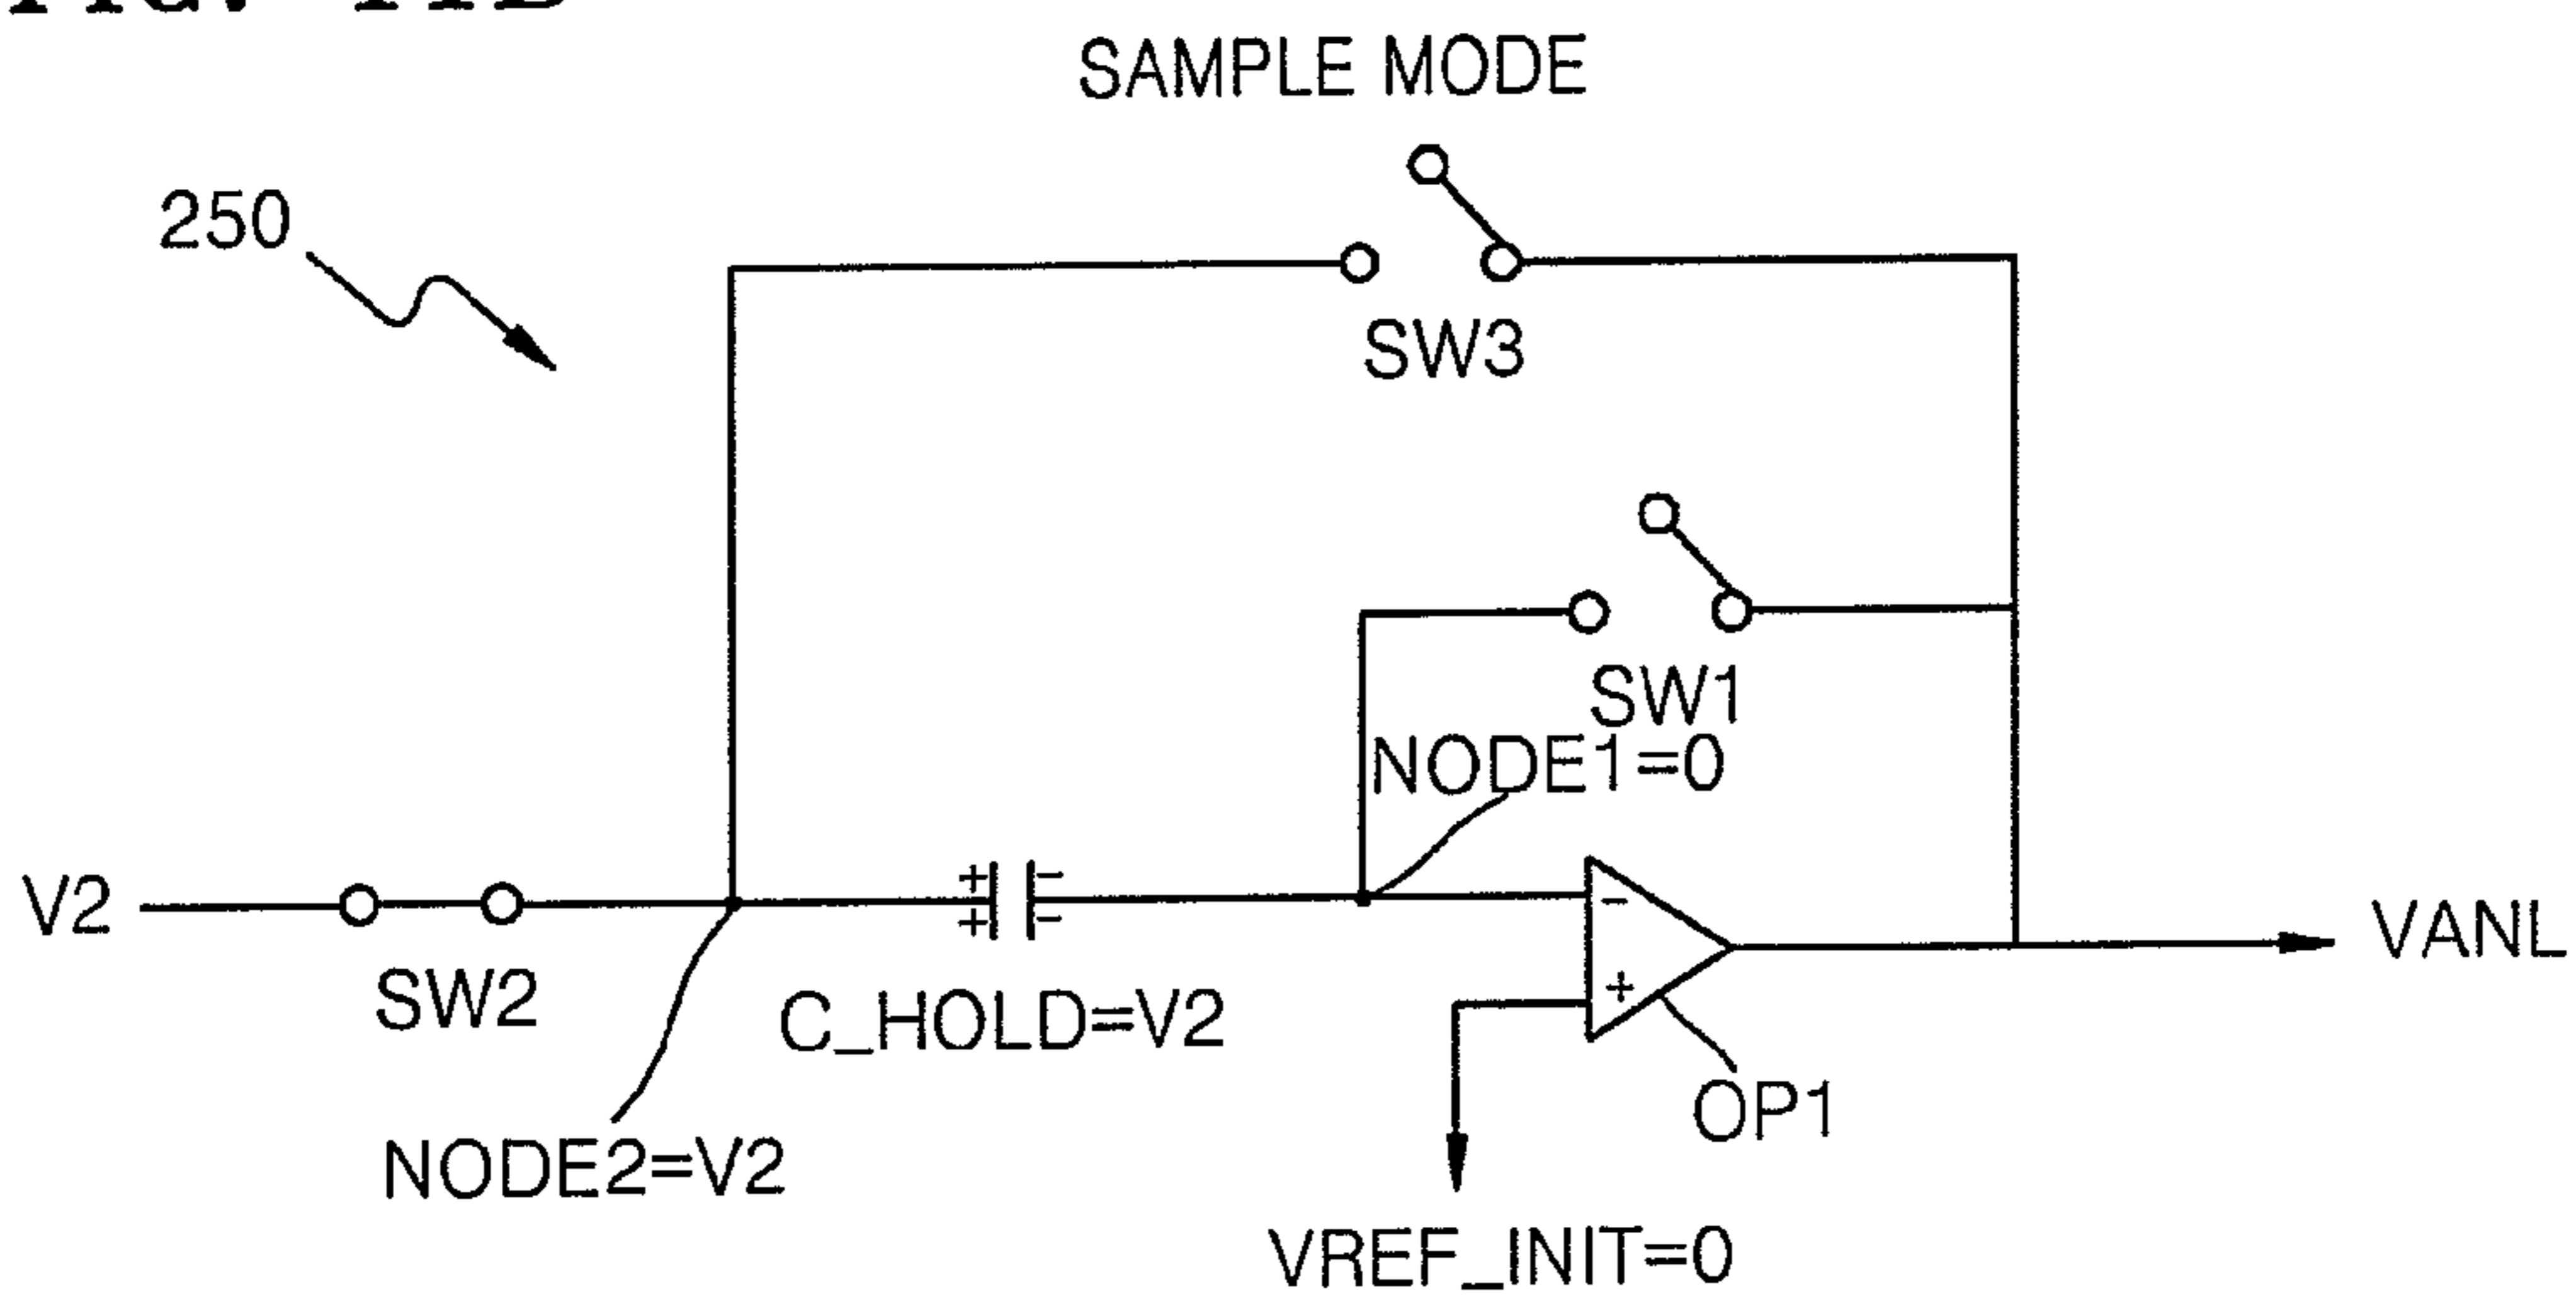 SAMPLE MODE
250
SW3
SW1
NODE1=0
V2
SW2
C_HOLD=V2
VANL
OP1
NODE2=V2
VREF_INIT=0